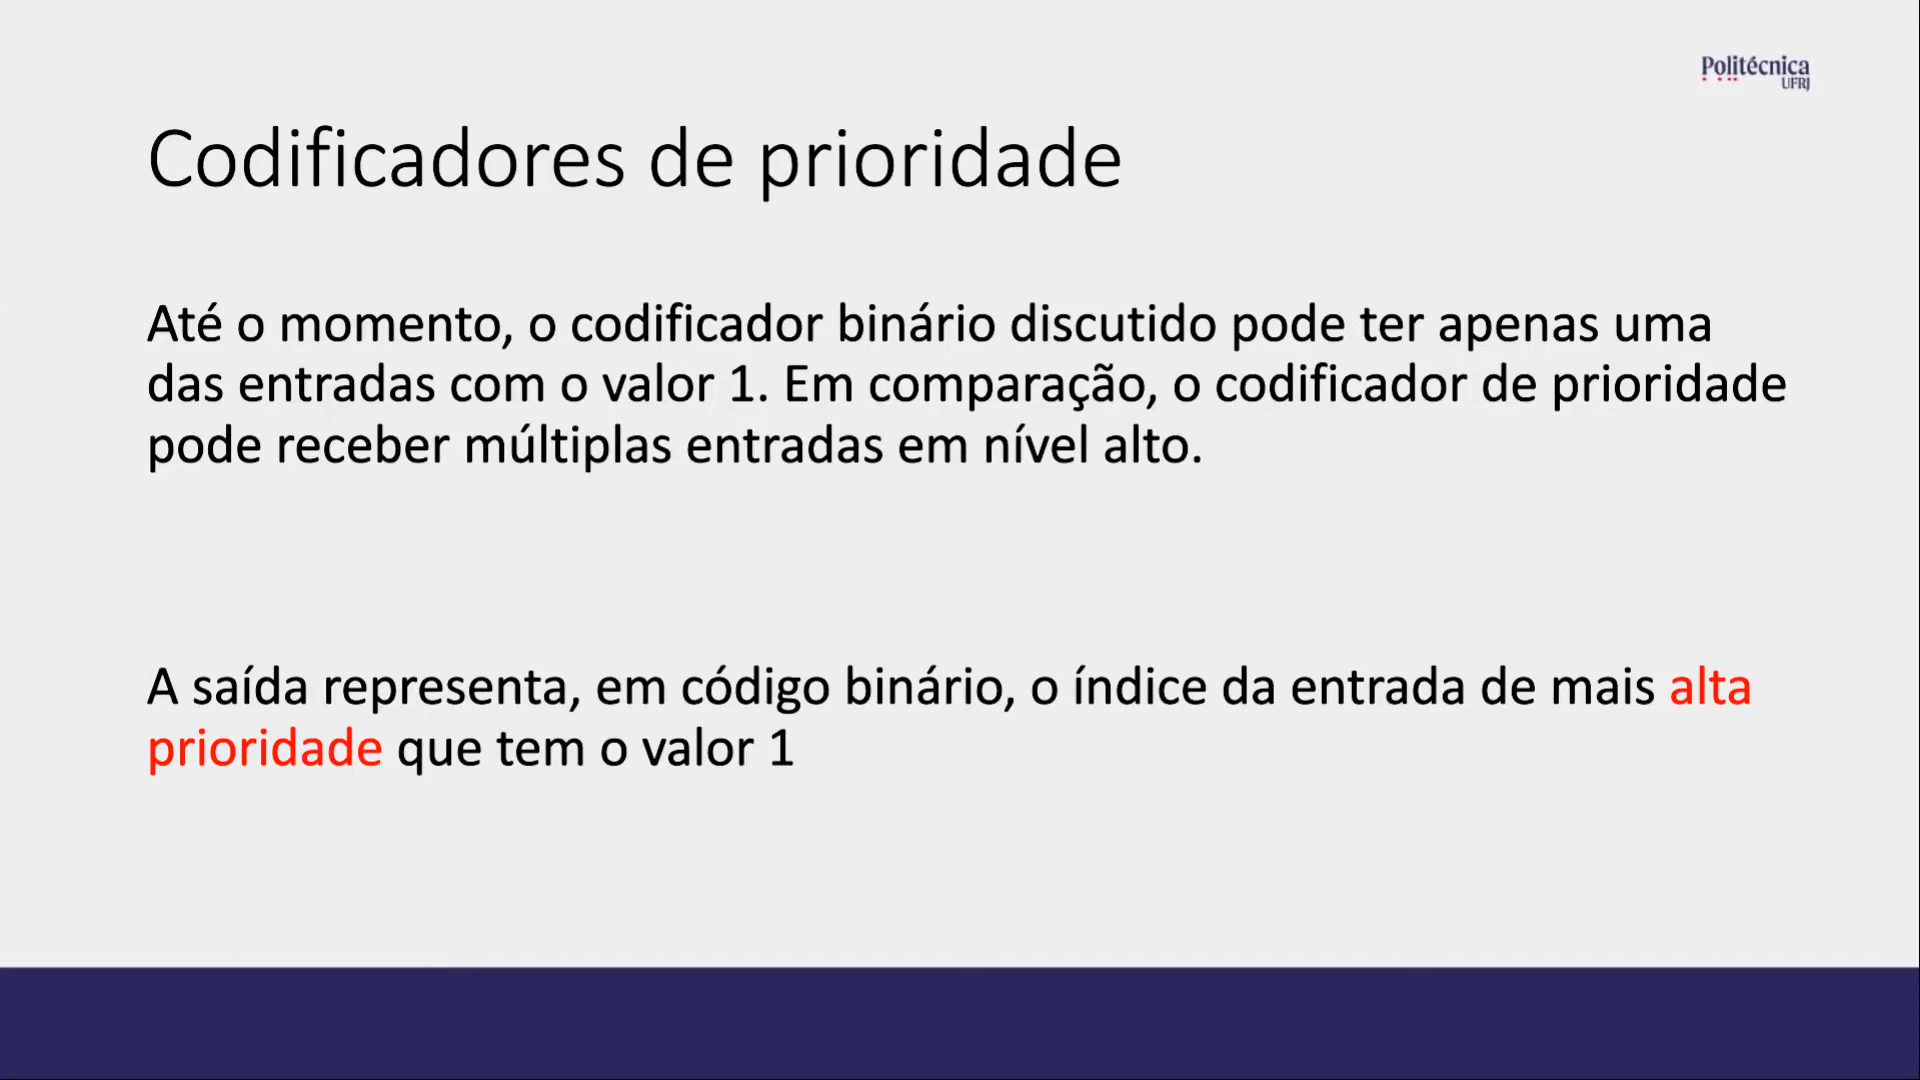 Politécnica
UFRJ
Codificadores de prioridade
Até o momento, o codificador binário discutido pode ter apenas uma
das entradas com o valor 1. Em comparação, o codificador de prioridade
pode receber múltiplas entradas em nível alto.
A saída representa, em código binário, o índice da entrada de mais alta
prioridade que tem o valor 1